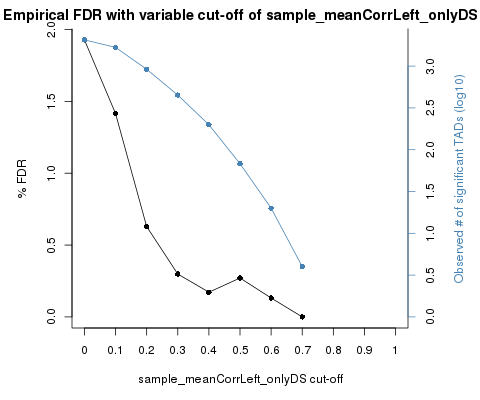 Empirical FDR with variable cut-off of sample_meanCorrLeft_onlyDS
% FDR
2.0
1.5
1.0
0.5
0.0
3.0
2.5
2.0
1.5
1.0
0.5
0.0
Observed # of significant TADs (log10)
0 0.1 0.2 0.3 0.4 0.5 0.6 0.7 0.8 0.9 1
sample_meanCorrLeft_onlyDS cut-off